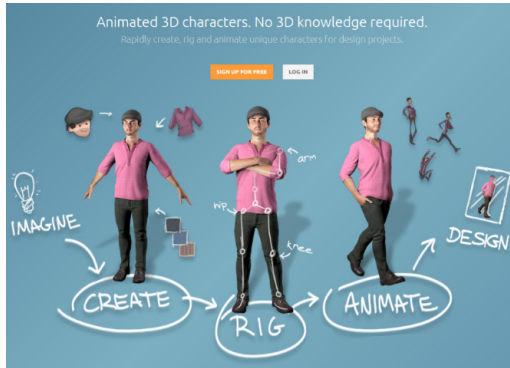 Animated 3D characters. No 3D knowledge required.
Rapidly create, rig and animate unique characters for design projects.
SIGN UP FOR FREE
LOG IN
arm
IMAGINE
hip
knee
DESIGN
CREATE
RIG
ANIMATE